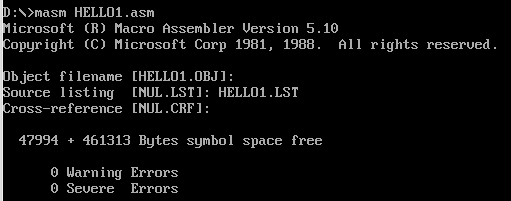 D:\>masm HELLO1.asm
Microsoft (R) Macro Assembler Version 5.10
Copyright (C) Microsoft Corp 1981, 1988.  All rights reserved.
Object filename [HELLO1.OBJ]:
Source listing  [NUL.LST]: HELLO1.LST
Cross-reference [NUL.CRF]:
47994 + 461313 Bytes symbol space free
0 Warning Errors
0 Severe  Errors